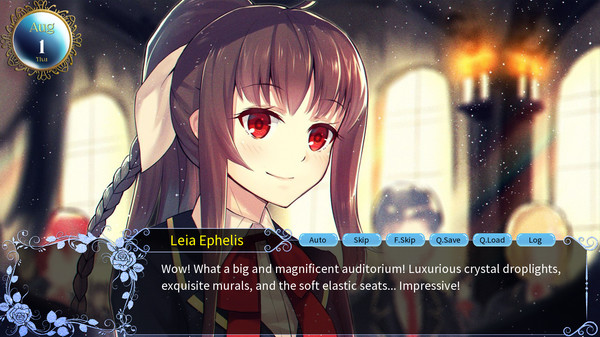 Aug
1
Thu
Leia Ephelis
Auto
Skip
F.Skip
Q.Save
Q.Load
Log
Wow! What a big and magnificent auditorium! Luxurious crystal droplights,
exquisite murals, and the soft elastic seats... Impressive!